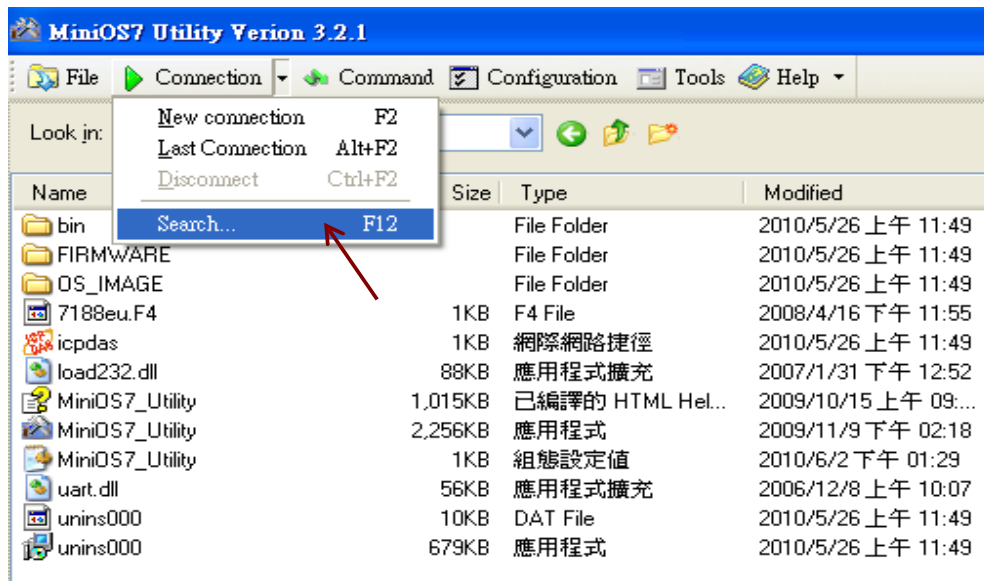 MiniOS7 Utility Verion 3.2.1
File Connection Command Configuration Tools Help
Look in:
New connection F2
Last Connection Alt+F2
Disconnect Ctrl+F2
Search... F12
Name Size Type Modified
bin File Folder 2010/5/26 上午 11:49
FIRMWARE File Folder 2010/5/26 上午 11:49
OS_IMAGE File Folder 2010/5/26 上午 11:49
7188eu.F4 1KB F4 File 2008/4/16 下午 11:55
icpdas 1KB 網際網路捷徑 2010/5/26 上午 11:49
load232.dll 88KB 應用程式擴充 2007/1/31 下午 12:52
MiniOS7_Utility 1,015KB 已編譯的 HTML Hel... 2009/10/15 上午 09:...
MiniOS7_Utility 2,256KB 應用程式 2009/11/9 下午 02:18
MiniOS7_Utility 1KB 組態設定值 2010/6/2 下午 01:29
uart.dll 56KB 應用程式擴充 2006/12/8 上午 10:07
unins000 10KB DAT File 2010/5/26 上午 11:49
unins000 679KB 應用程式 2010/5/26 上午 11:49